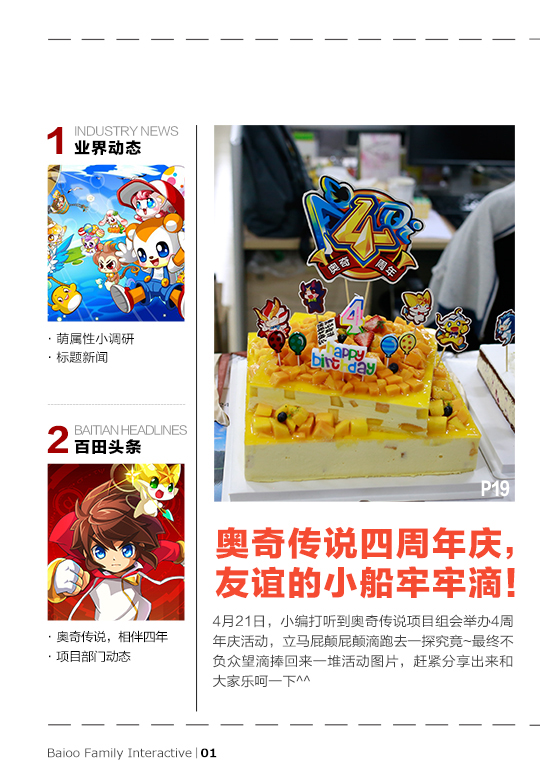 1
INDUSTRY NEWS
业界动态
· 萌属性小调研
· 标题新闻
2
BAITIAN HEADLINES
百田头条
· 奥奇传说，相伴四年
· 项目部门动态
AoQi
4
奥奇 周年
4
HAPPY
birthday
P19
奥奇传说四周年庆，
友谊的小船牢牢滴！
4月21日，小编打听到奥奇传说项目组会举办4周
年庆活动，立马屁颠屁颠滴跑去一探究竟~最终不
负众望滴捧回来一堆活动图片，赶紧分享出来和
大家乐呵一下^^
Baioo Family Interactive | 01